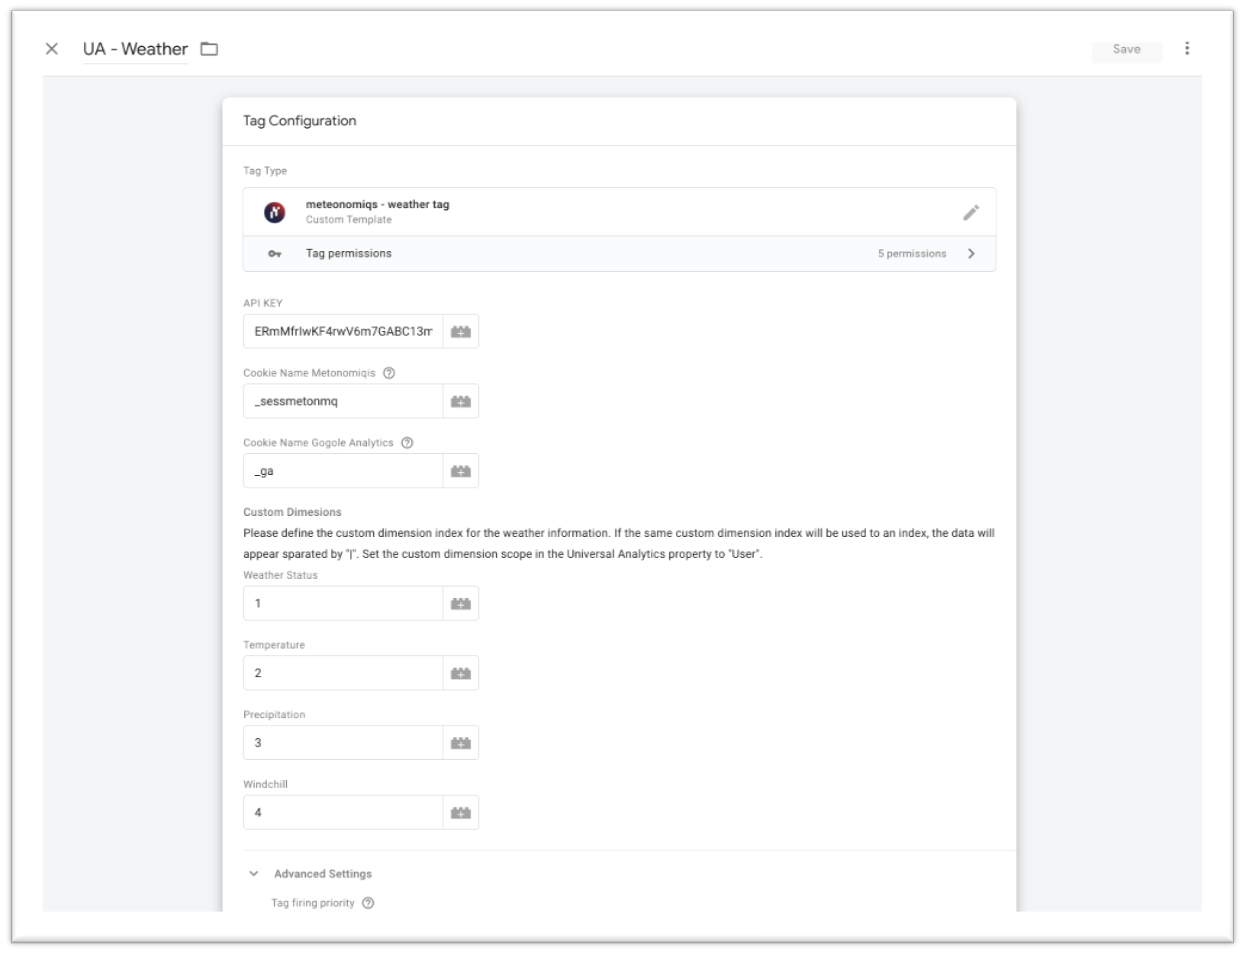 UA - Weather
Save
Tag Configuration
Tag Type
meteonomiqs - weather tag
Custom Template
Tag permissions
5 permissions
API KEY
ERmMfrIwKF4rwV6m7GABC13m
Cookie Name Metonomiqis
_sessmetonmq
Cookie Name Gogole Analytics
_ga
Custom Dimesions
Please define the custom dimension index for the weather information. If the same custom dimension index will be used to an index, the data will
appear sparated by "|". Set the custom dimension scope in the Universal Analytics property to "User".
Weather Status
1
Temperature
2
Precipitation
3
Windchill
4
Advanced Settings
Tag firing priority